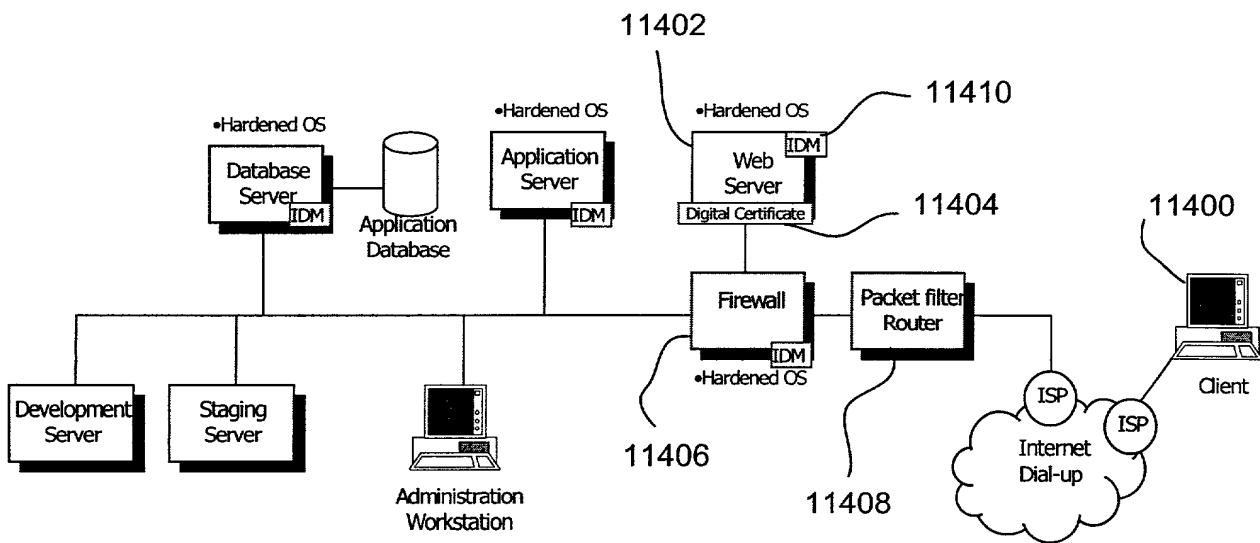 11402
11410
•Hardened OS
•Hardened OS
•Hardened OS
IDM
Database
Server
IDM
Application
Server
IDM
Web
Server
Digital Certificate
11404
11400
Application
Database
Firewall
IDM
•Hardened OS
Packet filter
Router
Client
Development
Server
Staging
Server
ISP
ISP
Internet
Dial-up
11406
11408
Administration
Workstation